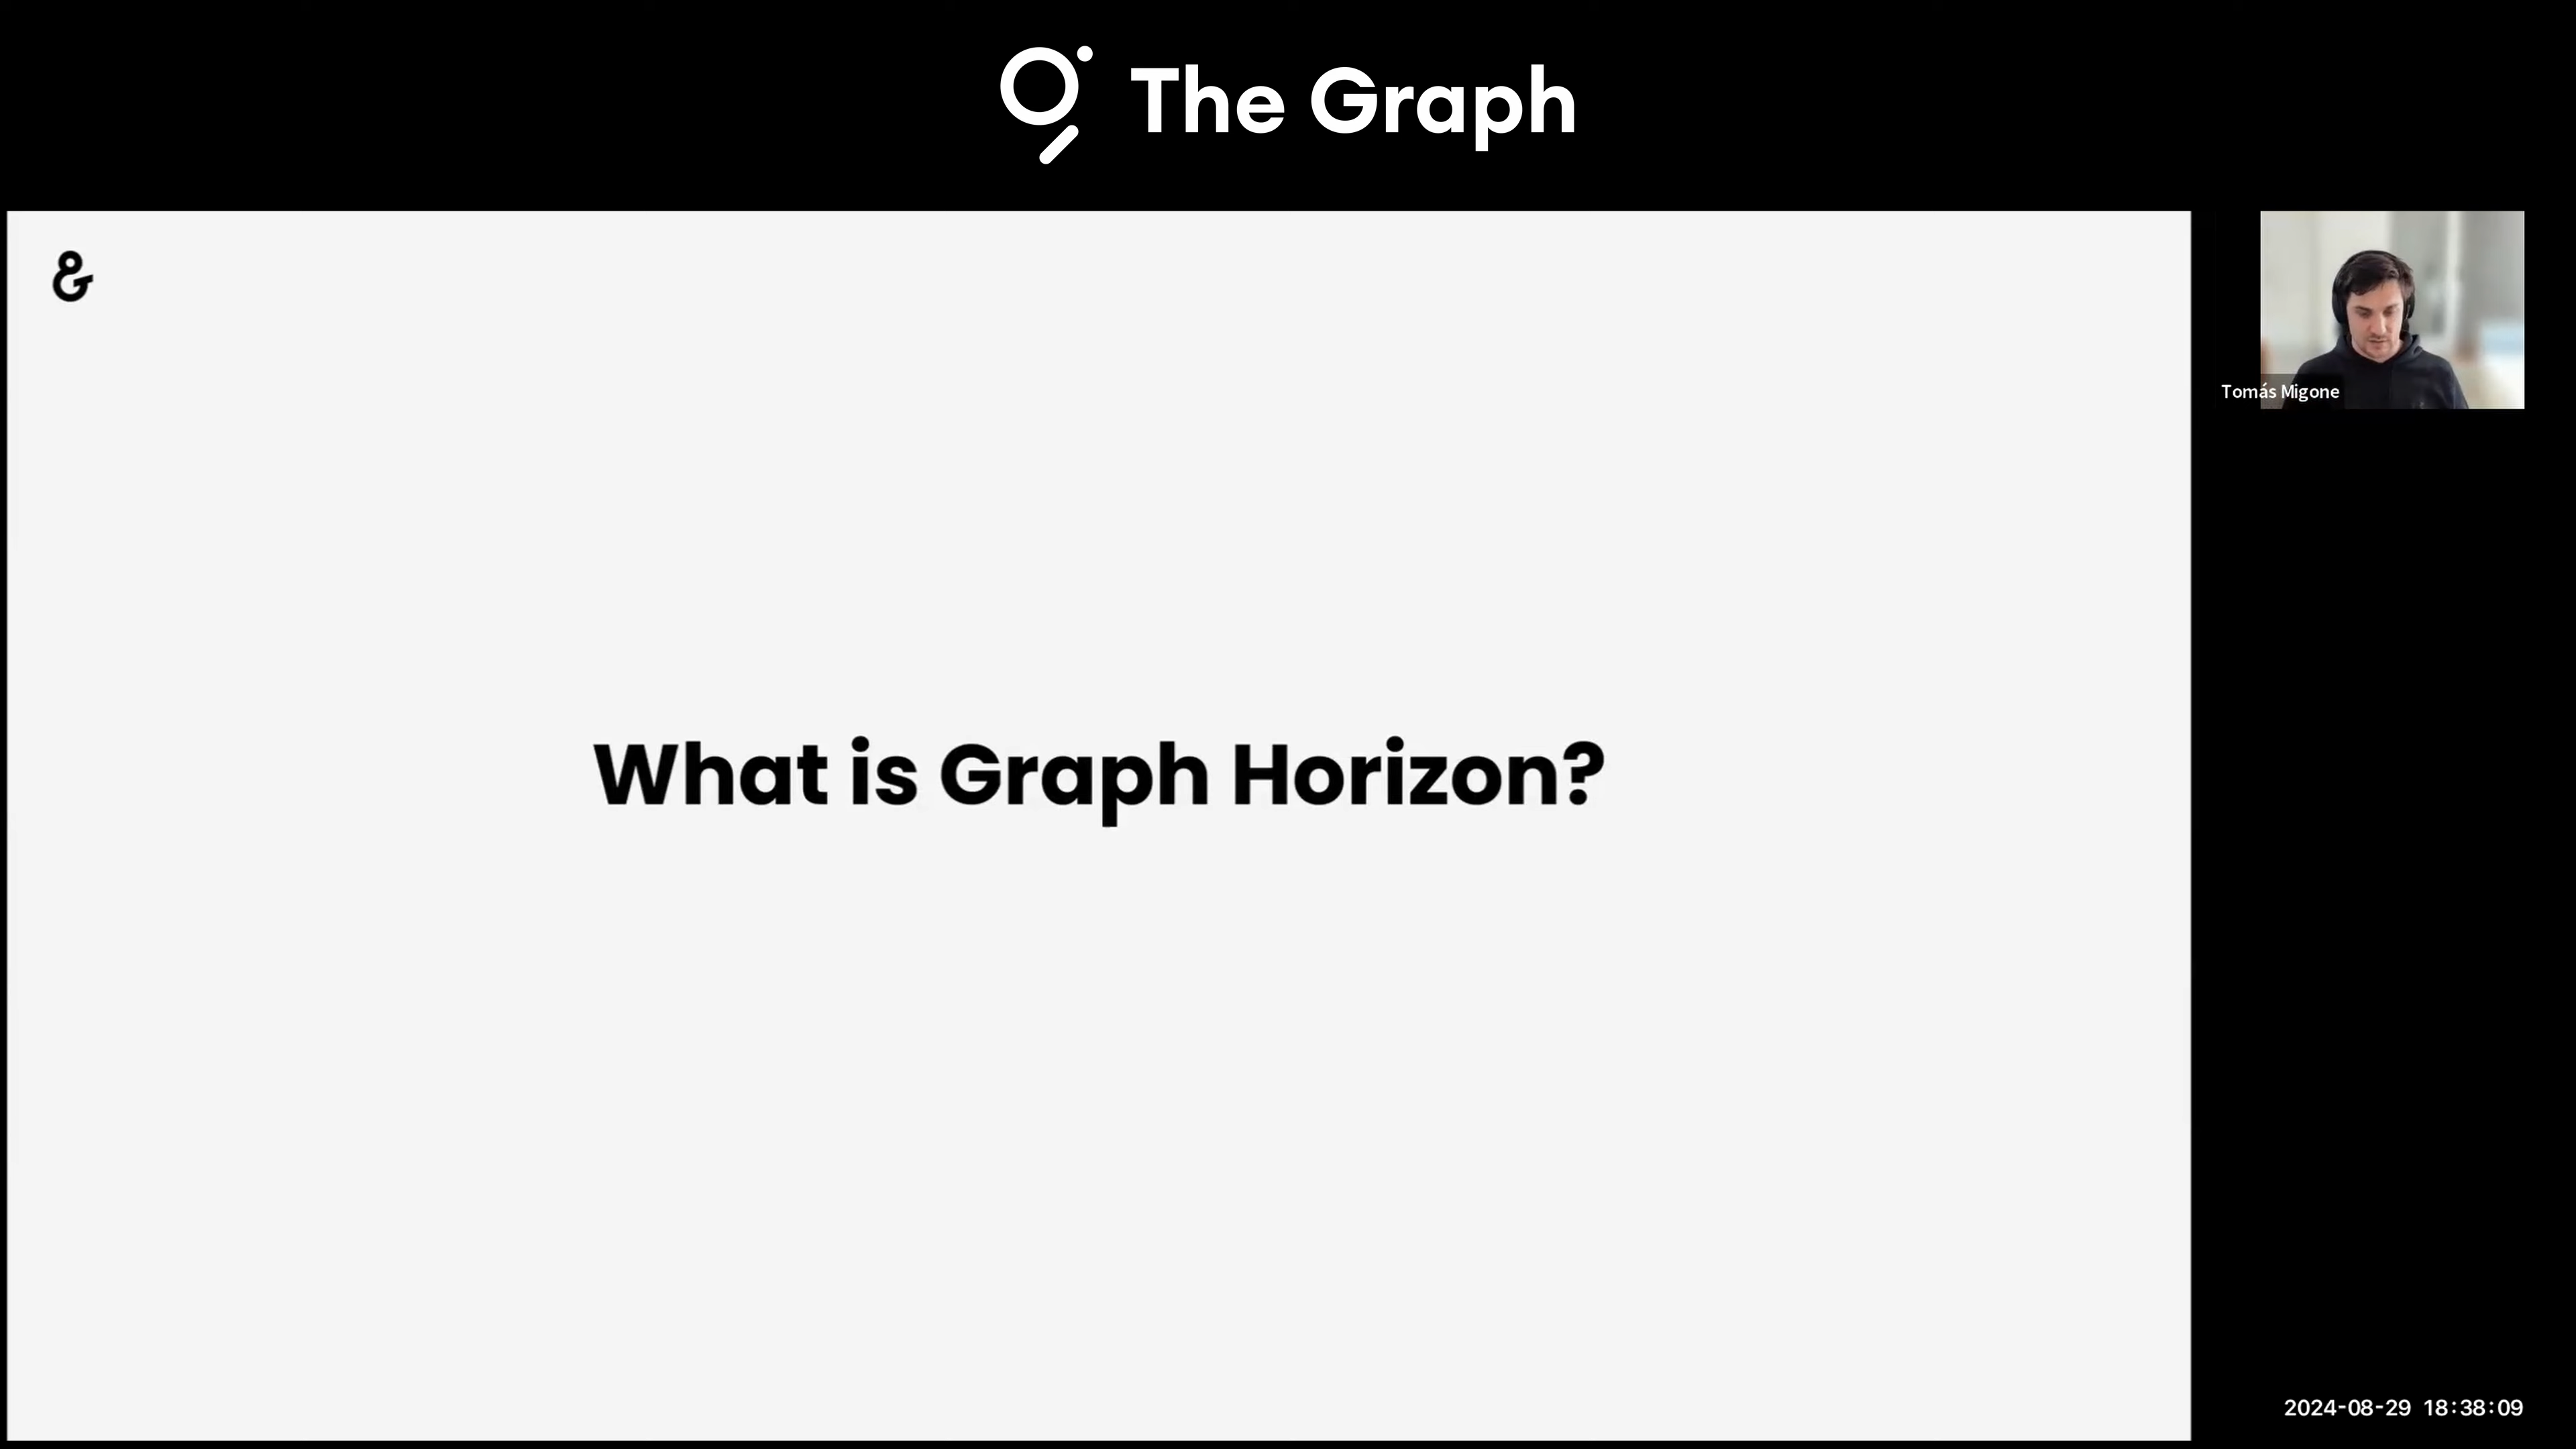 The Graph
&
What is Graph Horizon?
Tomás Migone
2024-08-29 18:38:09